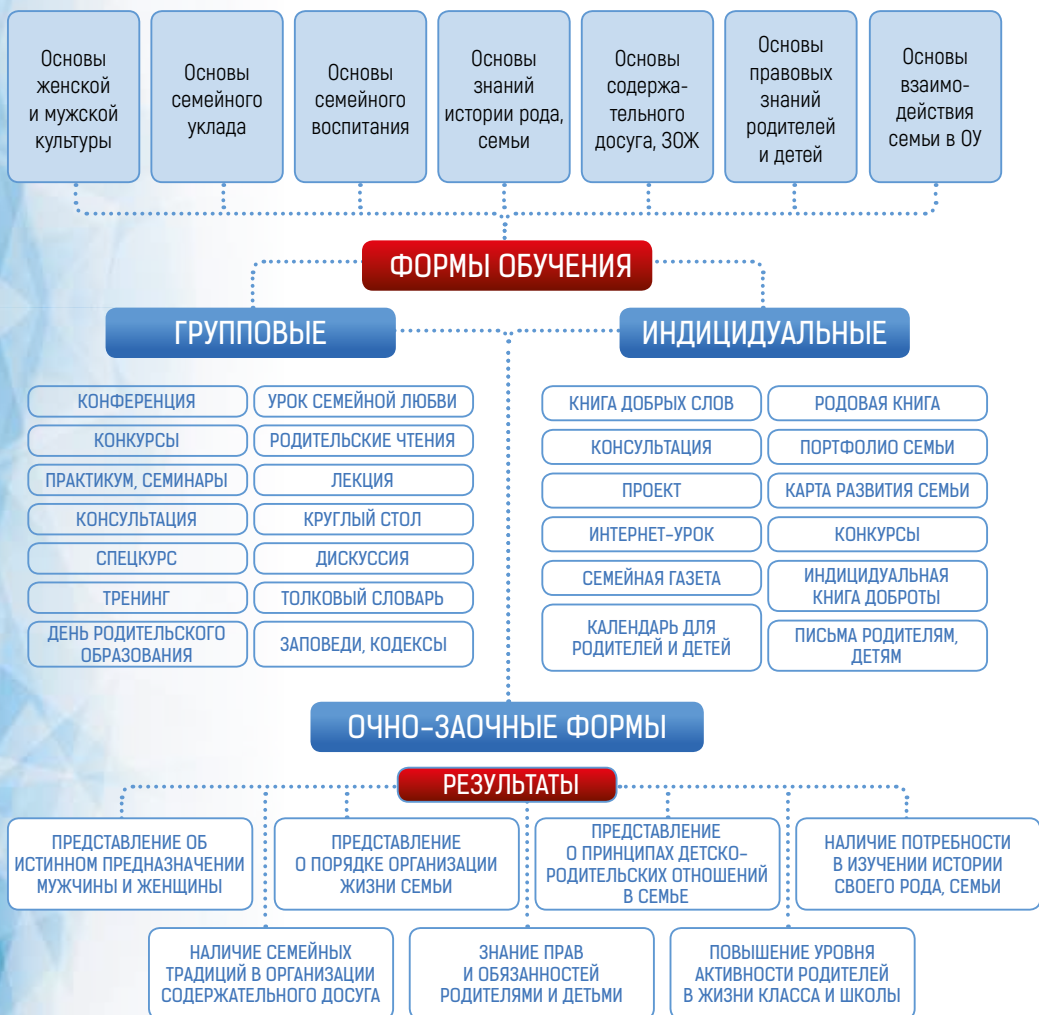 Основы
женской
и мужской
культуры
Основы
семейного
уклада
Основы
семейного
воспитания
Основы
знаний
истории рода,
семьи
Основы
содержа-
тельного
досуга, ЗОЖ
Основы
правовых
знаний
родителей
и детей
Основы
взаимо-
действия
семьи в ОУ
ФОРМЫ ОБУЧЕНИЯ
ГРУППОВЫЕ
КОНФЕРЕНЦИЯ
УРОК СЕМЕЙНОЙ ЛЮБВИ
КОНКУРСЫ
РОДИТЕЛЬСКИЕ ЧТЕНИЯ
ПРАКТИКУМ, СЕМИНАРЫ
ЛЕКЦИЯ
КОНСУЛЬТАЦИЯ
КРУГЛЫЙ СТОЛ
СПЕЦКУРС
ДИСКУССИЯ
ТРЕНИНГ
ТОЛКОВЫЙ СЛОВАРЬ
ДЕНЬ РОДИТЕЛЬСКОГО
ОБРАЗОВАНИЯ
ЗАПОВЕДИ, КОДЕКСЫ
ИНДИЦИДУАЛЬНЫЕ
КНИГА ДОБРЫХ СЛОВ
РОДОВАЯ КНИГА
КОНСУЛЬТАЦИЯ
ПОРТФОЛИО СЕМЬИ
ПРОЕКТ
КАРТА РАЗВИТИЯ СЕМЬИ
ИНТЕРНЕТ-УРОК
КОНКУРСЫ
СЕМЕЙНАЯ ГАЗЕТА
ИНДИЦИДУАЛЬНАЯ
КНИГА ДОБРОТЫ
КАЛЕНДАРЬ ДЛЯ
РОДИТЕЛЕЙ И ДЕТЕЙ
ПИСЬМА РОДИТЕЛЯМ,
ДЕТЯМ
ОЧНО-ЗАОЧНЫЕ ФОРМЫ
РЕЗУЛЬТАТЫ
ПРЕДСТАВЛЕНИЕ ОБ
ИСТИННОМ ПРЕДНАЗНАЧЕНИИ
МУЖЧИНЫ И ЖЕНЩИНЫ
ПРЕДСТАВЛЕНИЕ
О ПОРЯДКЕ ОРГАНИЗАЦИИ
ЖИЗНИ СЕМЬИ
ПРЕДСТАВЛЕНИЕ
О ПРИНЦИПАХ ДЕТСКО-
РОДИТЕЛЬСКИХ ОТНОШЕНИЙ
В СЕМЬЕ
НАЛИЧИЕ ПОТРЕБНОСТИ
В ИЗУЧЕНИИ ИСТОРИИ
СВОЕГО РОДА, СЕМЬИ
НАЛИЧИЕ СЕМЕЙНЫХ
ТРАДИЦИЙ В ОРГАНИЗАЦИИ
СОДЕРЖАТЕЛЬНОГО ДОСУГА
ЗНАНИЕ ПРАВ
И ОБЯЗАННОСТЕЙ
РОДИТЕЛЯМИ И ДЕТЬМИ
ПОВЫШЕНИЕ УРОВНЯ
АКТИВНОСТИ РОДИТЕЛЕЙ
В ЖИЗНИ КЛАССА И ШКОЛЫ